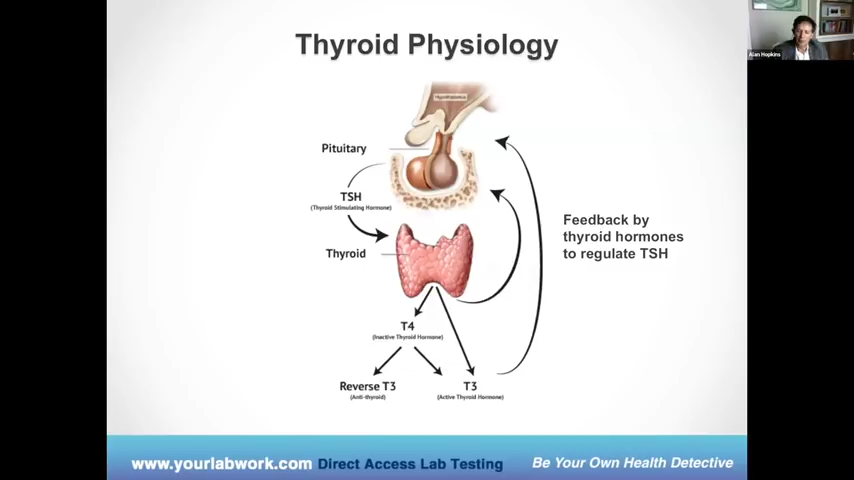 Thyroid Physiology
Alan Hopkins
Hypothalamus
Pituitary
TSH
(Thyroid Stimulating Hormone)
Thyroid
Feedback by
thyroid hormones
to regulate TSH
T4
(Inactive Thyroid Hormone)
Reverse T3
(Anti-thyroid)
T3
(Active Thyroid Hormone)
www.yourlabwork.com Direct Access Lab Testing
Be Your Own Health Detective